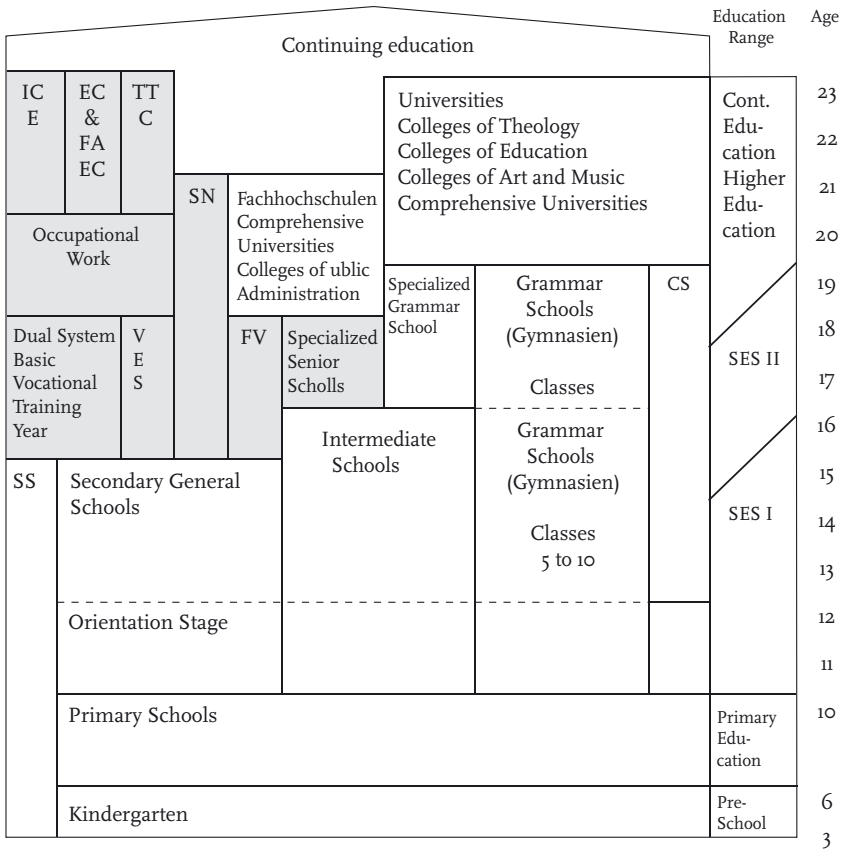 Education
Range
Age
Continuing education
IC
E
EC
&
FA
EC
TT
C
Universities
Colleges of Theology
Colleges of Education
Colleges of Art and Music
Comprehensive Universities
Cont.
Edu-
cation
Higher
Edu-
cation
23
22
21
20
SN
Fachhochschulen
Comprehensive
Universities
Colleges of ublic
Administration
Occupational
Work
Specialized
Grammar
School
Grammar
Schools
(Gymnasien)
Classes
CS
19
18
17
SES II
Dual System
Basic
Vocational
Training
Year
V
E
S
FV
Specialized
Senior
Scholls
Intermediate
Schools
Grammar
Schools
(Gymnasien)
Classes
5 to 10
16
15
14
13
SES I
SS
Secondary General
Schools
Orientation Stage
12
11
Primary Schools
Primary
Edu-
cation
10
Kindergarten
Pre-
School
6
3